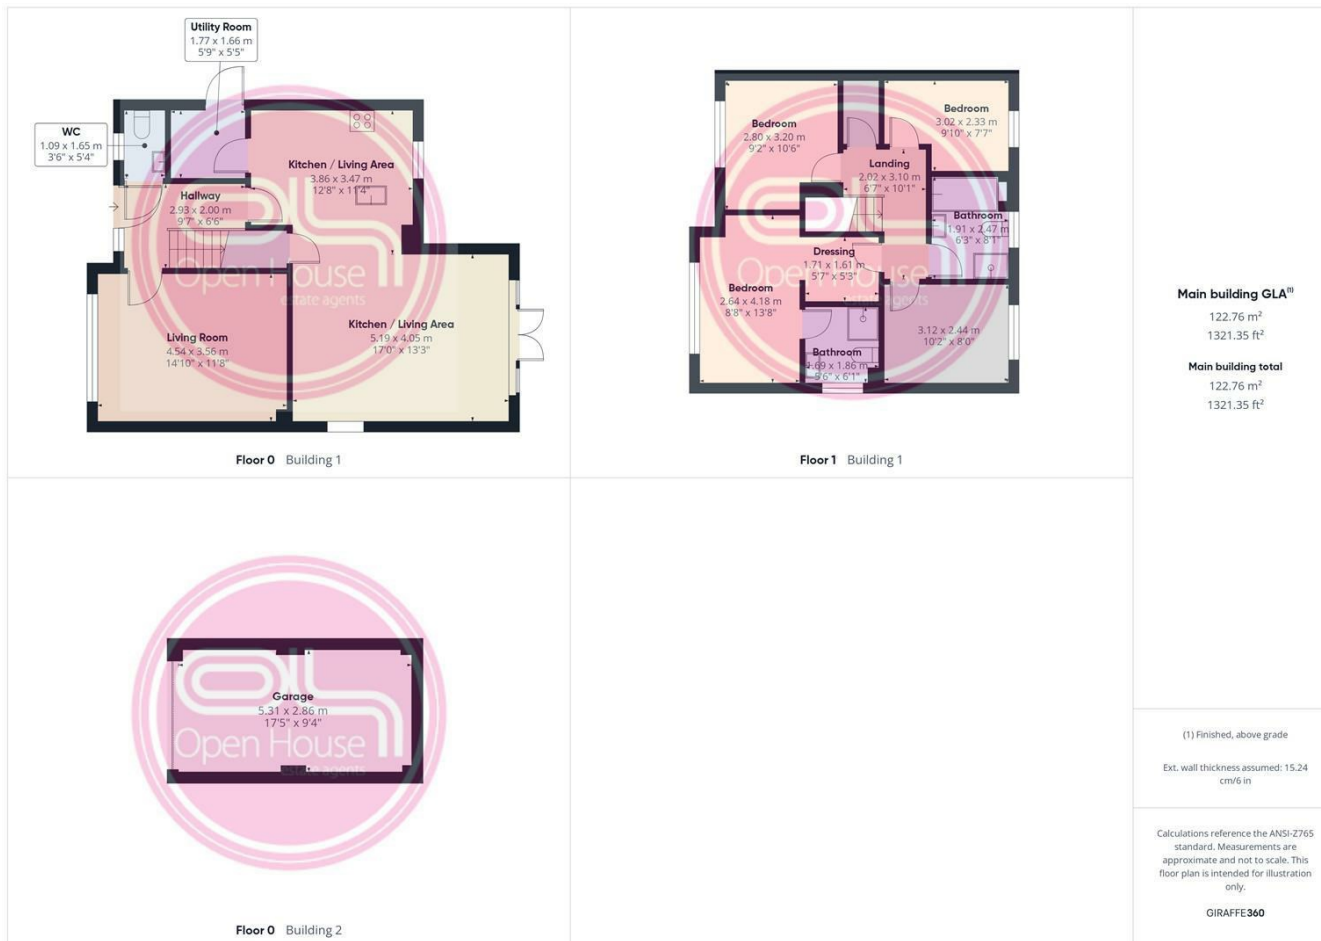 Utility Room
1.77 x 1.66 m
5'9" x 5'5"
WC
1.09 x 1.65 m
3'6" x 5'4"
Kitchen / Living Area
3.86 x 3.47 m
12'8" x 11'4"
Hallway
2.93 x 2.00 m
9'7" x 6'6"
Open House
estate agents
Living Room
4.54 x 3.56 m
14'10" x 11'8"
Kitchen / Living Area
5.19 x 4.05 m
17'0" x 13'3"
Floor 0 Building 1
Bedroom
2.80 x 3.20 m
9'2" x 10'6"
Bedroom
3.02 x 2.33 m
9'10" x 7'7"
Landing
2.02 x 3.10 m
6'7" x 10'1"
Bathroom
1.91 x 2.47 m
6'3" x 8'1"
Dressing
1.71 x 1.61 m
5'7" x 5'3"
Open House
estate agents
Bedroom
2.64 x 4.18 m
8'8" x 13'8"
3.12 x 2.44 m
10'2" x 8'0"
Bathroom
1.69 x 1.86 m
5'6" x 6'1"
Floor 1 Building 1
Main building GLA⁽¹⁾
122.76 m²
1321.35 ft²
Main building total
122.76 m²
1321.35 ft²
Garage
5.31 x 2.86 m
17'5" x 9'4"
Open House
estate agents
Floor 0 Building 2
(1) Finished, above grade
Ext. wall thickness assumed: 15.24
cm/6 in
Calculations reference the ANSI-Z765
standard. Measurements are
approximate and not to scale. This
floor plan is intended for illustration
only.
GIRAFFE360